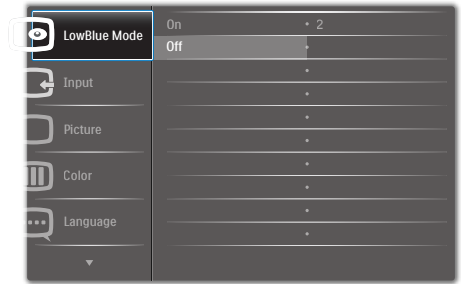 LowBlue Mode
On • 2
Off •
Input
Picture
Color
Language